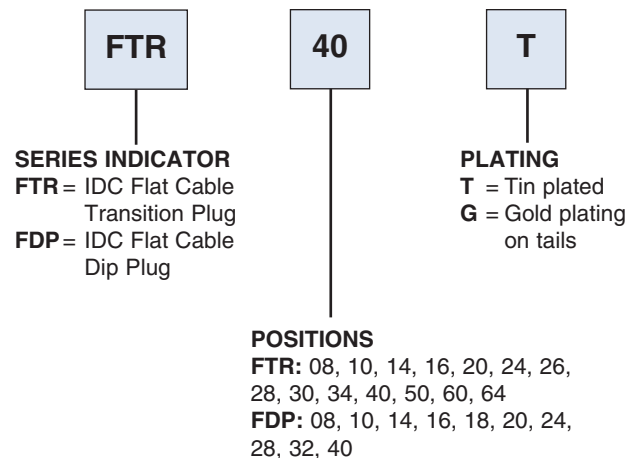 FTR
40
T
SERIES INDICATOR
FTR = IDC Flat Cable
Transition Plug
FDP = IDC Flat Cable
Dip Plug
PLATING
T = Tin plated
G = Gold plating
on tails
POSITIONS
FTR: 08, 10, 14, 16, 20, 24, 26,
28, 30, 34, 40, 50, 60, 64
FDP: 08, 10, 14, 16, 18, 20, 24,
28, 32, 40